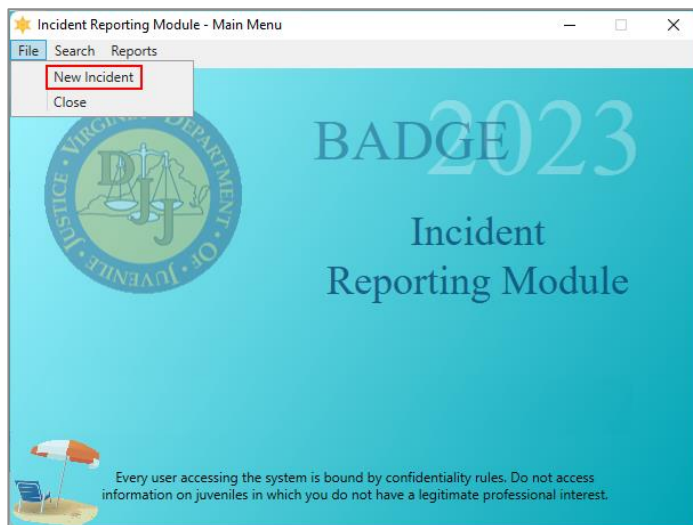 Incident Reporting Module - Main Menu
File Search Reports
New Incident
Close
VIRGINIA DEPARTMENT OF JUVENILE JUSTICE
DJJ
BADGE 2023
Incident
Reporting Module
Every user accessing the system is bound by confidentiality rules. Do not access
information on juveniles in which you do not have a legitimate professional interest.